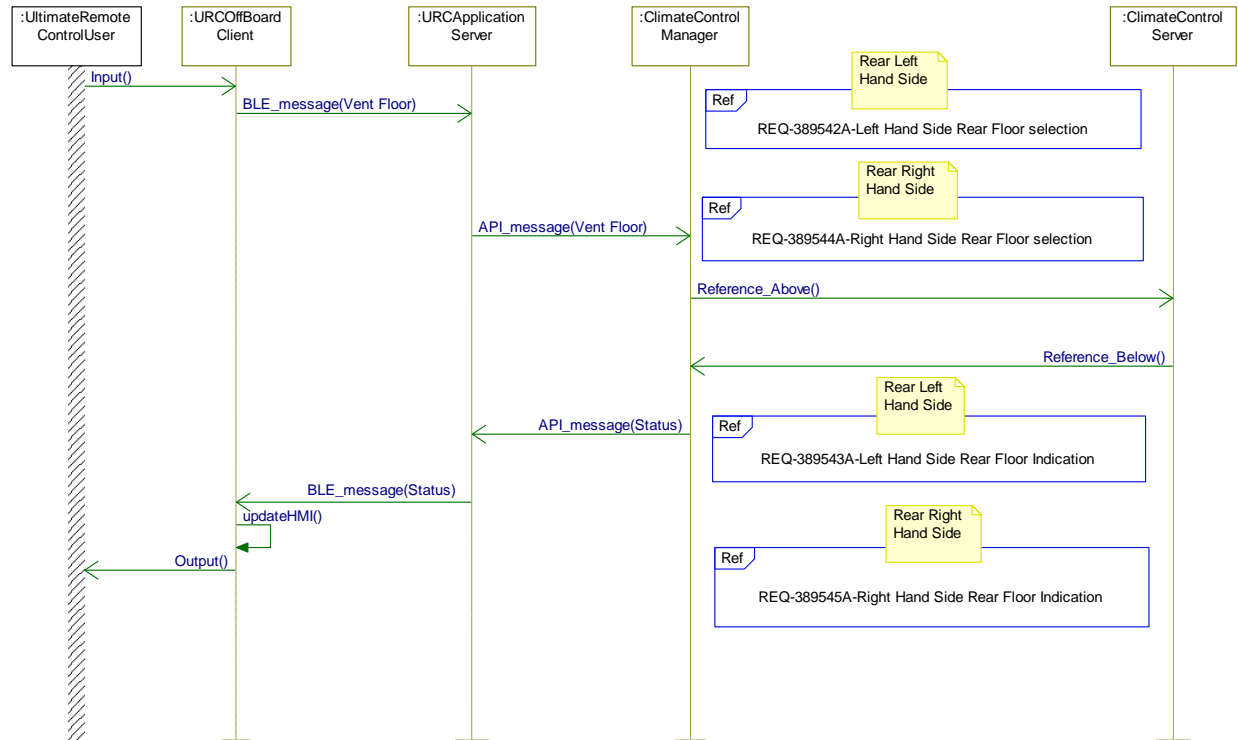 :UltimateRemote
ControlUser
:URCOffBoard
Client
:URCApplication
Server
:ClimateControl
Manager
:ClimateControl
Server
Input()
BLE_message(Vent Floor)
Rear Left
Hand Side
Ref
REQ-389542A-Left Hand Side Rear Floor selection
Rear Right
Hand Side
Ref
REQ-389544A-Right Hand Side Rear Floor selection
API_message(Vent Floor)
Reference_Above()
Reference_Below()
Rear Left
Hand Side
API_message(Status)
Ref
REQ-389543A-Left Hand Side Rear Floor Indication
BLE_message(Status)
updateHMI()
Rear Right
Hand Side
Output()
Ref
REQ-389545A-Right Hand Side Rear Floor Indication